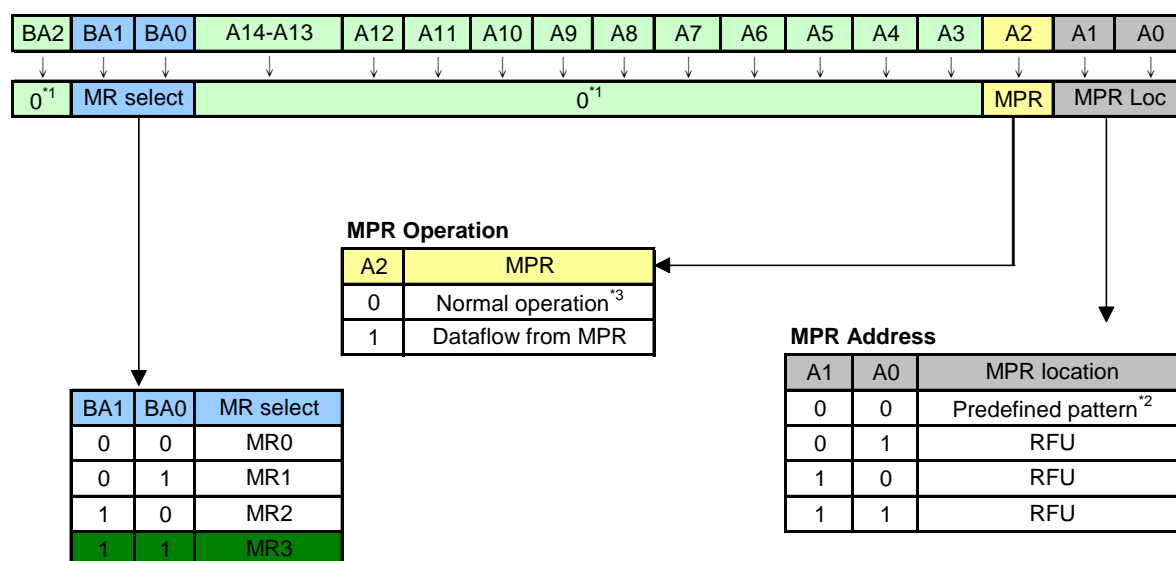 BA2 BA1 BA0 A14-A13 A12 A11 A10 A9 A8 A7 A6 A5 A4 A3 A2 A1 A0
0*1 MR select 0*1 MPR MPR Loc
MPR Operation
A2 MPR
0 Normal operation*3
1 Dataflow from MPR
MPR Address
A1 A0 MPR location
0 0 Predefined pattern*2
0 1 RFU
1 0 RFU
1 1 RFU
BA1 BA0 MR select
0 0 MR0
0 1 MR1
1 0 MR2
1 1 MR3